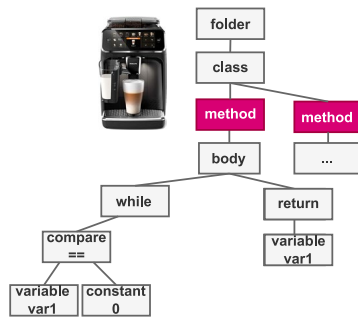 folder
class
method
method
body
...
while
return
compare
==
variable
var1
variable
var1
constant
0